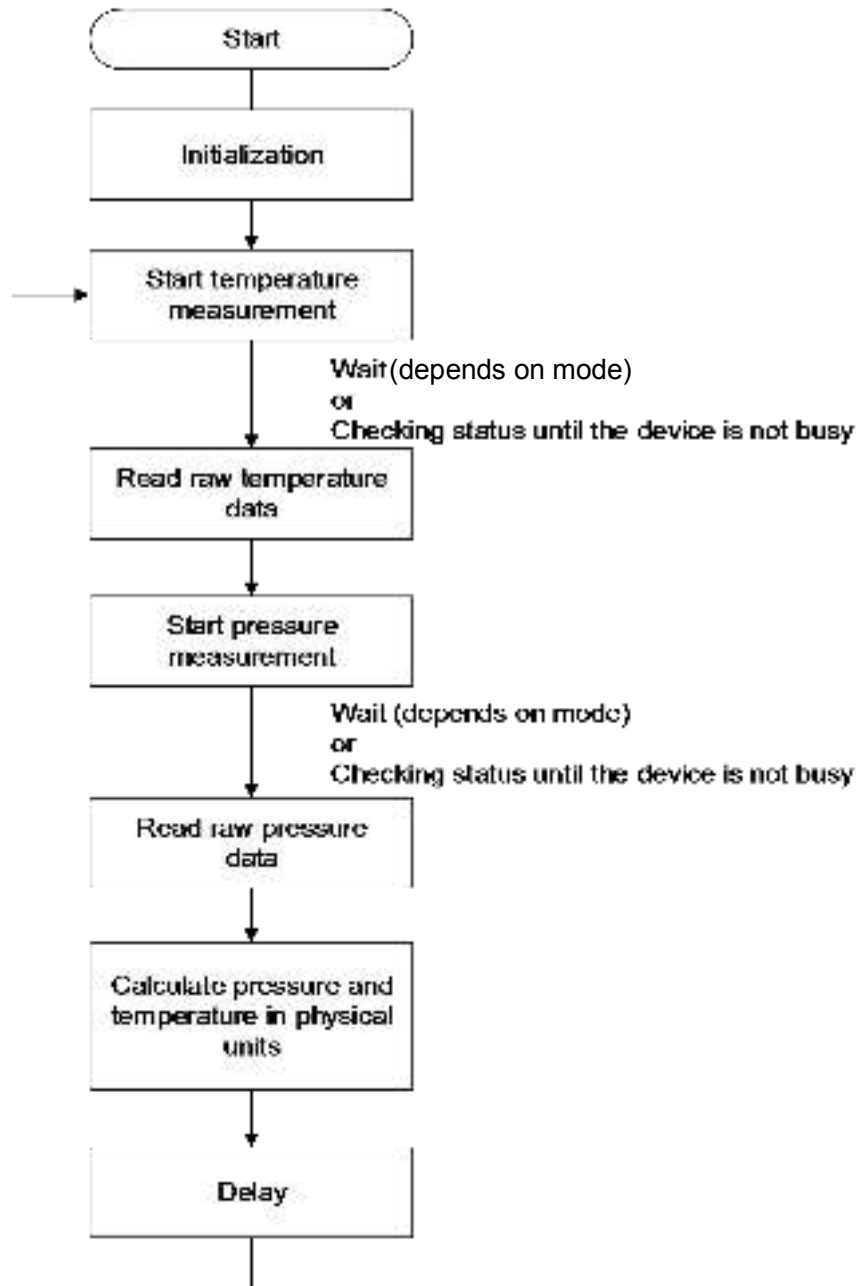 Start
Initialization
Start temperature
measurement
Wait (depends on mode)
or
Checking status until the device is not busy
Read raw temperature
data
Start pressure
measurement
Wait (depends on mode)
or
Checking status until the device is not busy
Read raw pressure
data
Calculate pressure and
temperature in physical
units
Delay